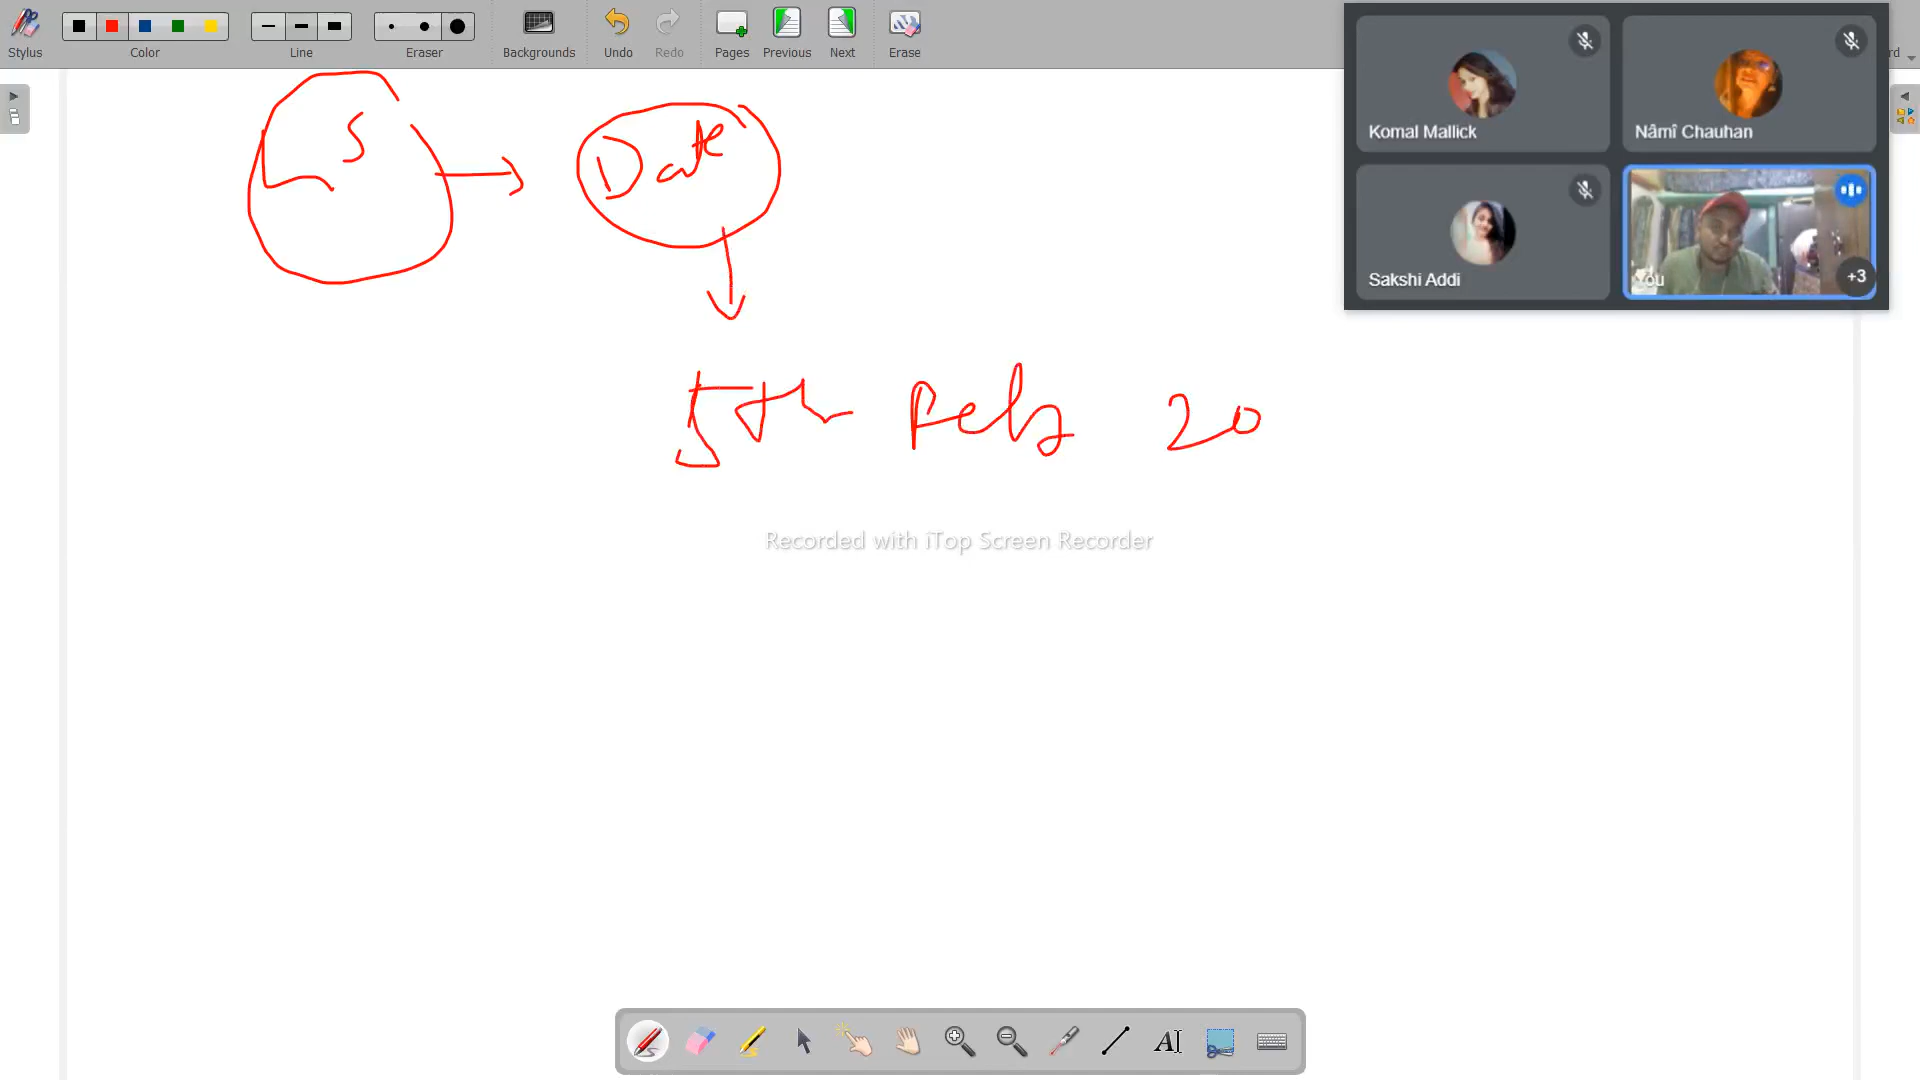 Stylus
Color
Line
Eraser
Backgrounds
Undo
Redo
Pages
Previous
Next
Erase
rd
Komal Mallick
Nâmî Chauhan
Sakshi Addi
You
+3
S
Date
5th Feb 20
Recorded with iTop Screen Recorder